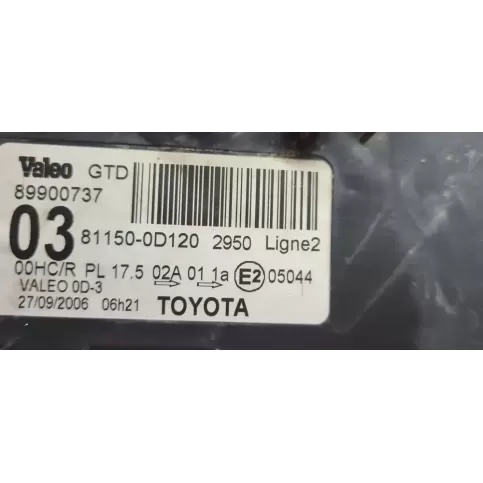 Valeo GTD
89900737
03 81150-0D120 2950 Ligne2
00HC/R PL 17.5 02A 01 1a E2 05044
VALEO 0D-3
27/09/2006 06h21 TOYOTA